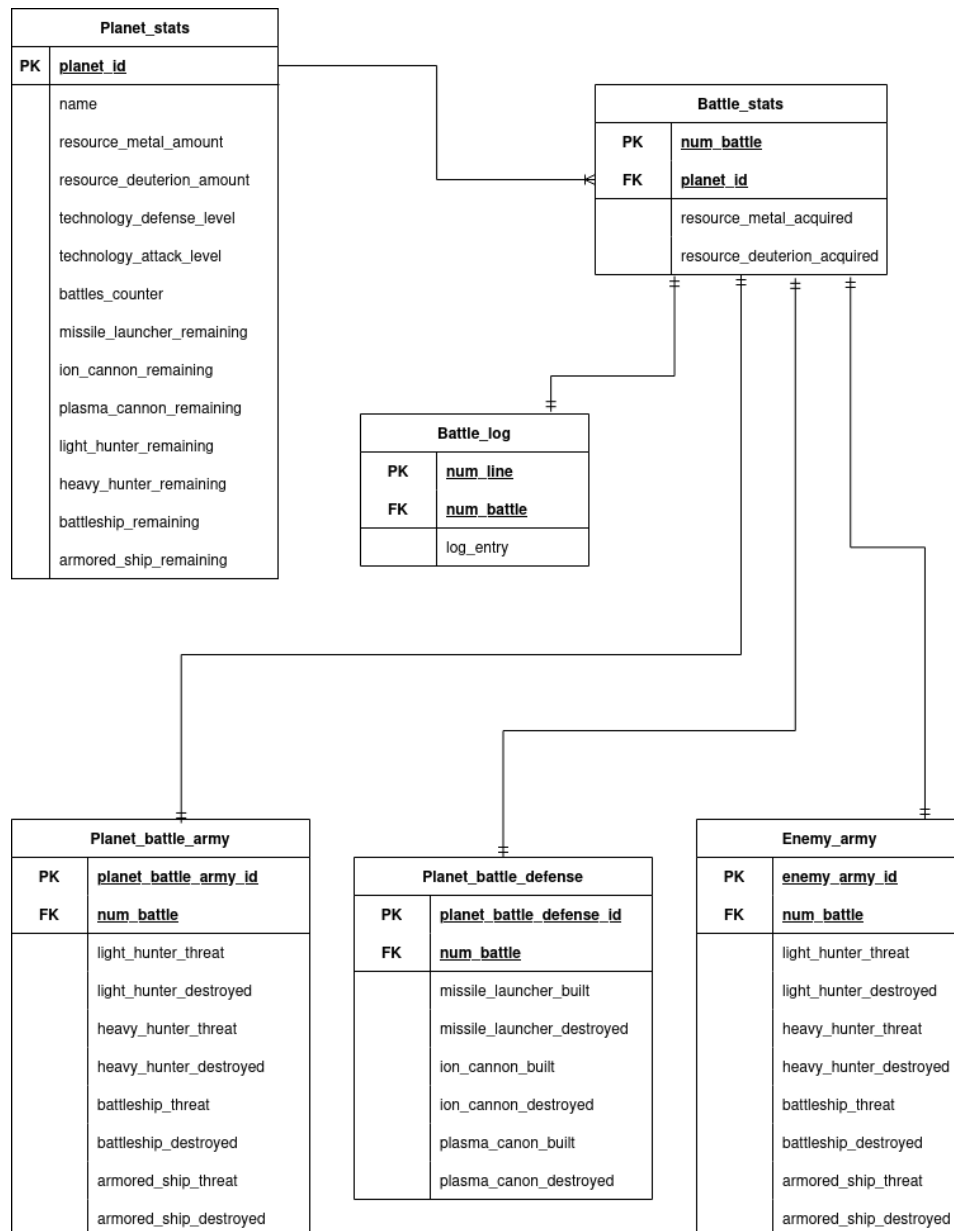 Planet_stats
PK planet_id
name
resource_metal_amount
resource_deuterion_amount
technology_defense_level
technology_attack_level
battles_counter
missile_launcher_remaining
ion_cannon_remaining
plasma_cannon_remaining
light_hunter_remaining
heavy_hunter_remaining
battleship_remaining
armored_ship_remaining
Battle_stats
PK num_battle
FK planet_id
resource_metal_acquired
resource_deuterion_acquired
Battle_log
PK num_line
FK num_battle
log_entry
Planet_battle_army
PK planet_battle_army_id
FK num_battle
light_hunter_threat
light_hunter_destroyed
heavy_hunter_threat
heavy_hunter_destroyed
battleship_threat
battleship_destroyed
armored_ship_threat
armored_ship_destroyed
Planet_battle_defense
PK planet_battle_defense_id
FK num_battle
missile_launcher_built
missile_launcher_destroyed
ion_cannon_built
ion_cannon_destroyed
plasma_canon_built
plasma_canon_destroyed
Enemy_army
PK enemy_army_id
FK num_battle
light_hunter_threat
light_hunter_destroyed
heavy_hunter_threat
heavy_hunter_destroyed
battleship_threat
battleship_destroyed
armored_ship_threat
armored_ship_destroyed